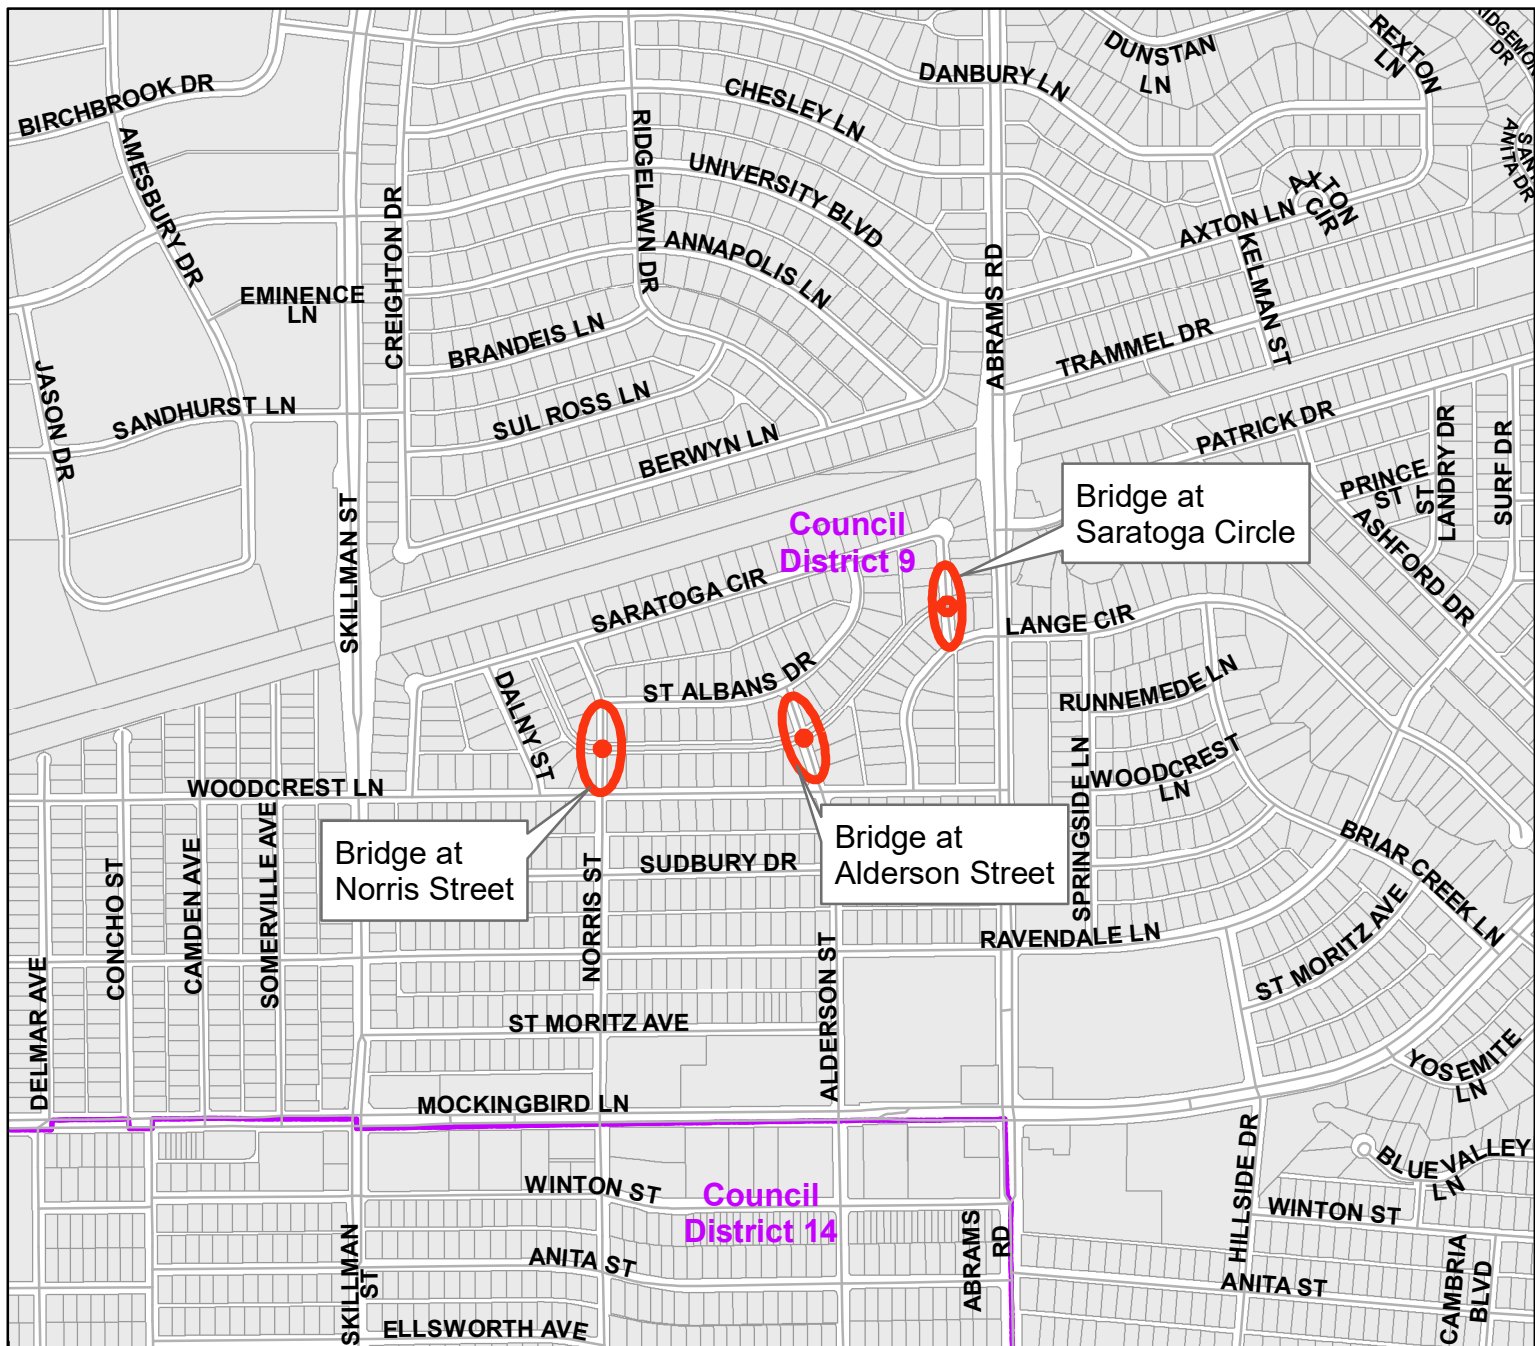 BIRCHBROOK DR
AMESBURY DR
DUNSTAN
LN
REXTON
LN
DANBURY LN
CHESLEY LN
RIDGELAWN DR
UNIVERSITY BLVD
SAN
ANITA DR
AXTON
CIR
AXTON LN
KELMAN ST
CREIGHTON DR
ANNAPOLIS LN
ABRAMS RD
EMINENCE
LN
BRANDEIS LN
TRAMMEL DR
JASON DR
SANDHURST LN
SUL ROSS LN
BERWYN LN
PATRICK DR
PRINCE
ST
ST
LANDRY DR
SURF DR
ASHFORD DR
SKILLMAN ST
Council
District 9
Bridge at
Saratoga Circle
SARATOGA CIR
LANGE CIR
DALNY ST
ST ALBANS DR
RUNNEMEDE LN
WOODCREST LN
WOODCREST
LN
SPRINGSIDE LN
Bridge at
Norris Street
Bridge at
Alderson Street
SUDBURY DR
BRIAR CREEK LN
CONCHO ST
CAMDEN AVE
SOMERVILLE AVE
NORRIS ST
ALDERSON ST
RAVENDALE LN
ST MORITZ AVE
ST MORITZ AVE
DELMAR AVE
YOSEMITE
LN
MOCKINGBIRD LN
HILLSIDE DR
BLUE VALLEY
LN
WINTON ST
Council
District 14
WINTON ST
ABRAMS
RD
SKILLMAN
ST
ANITA ST
ANITA ST
CAMBRIA
BLVD
ELLSWORTH AVE